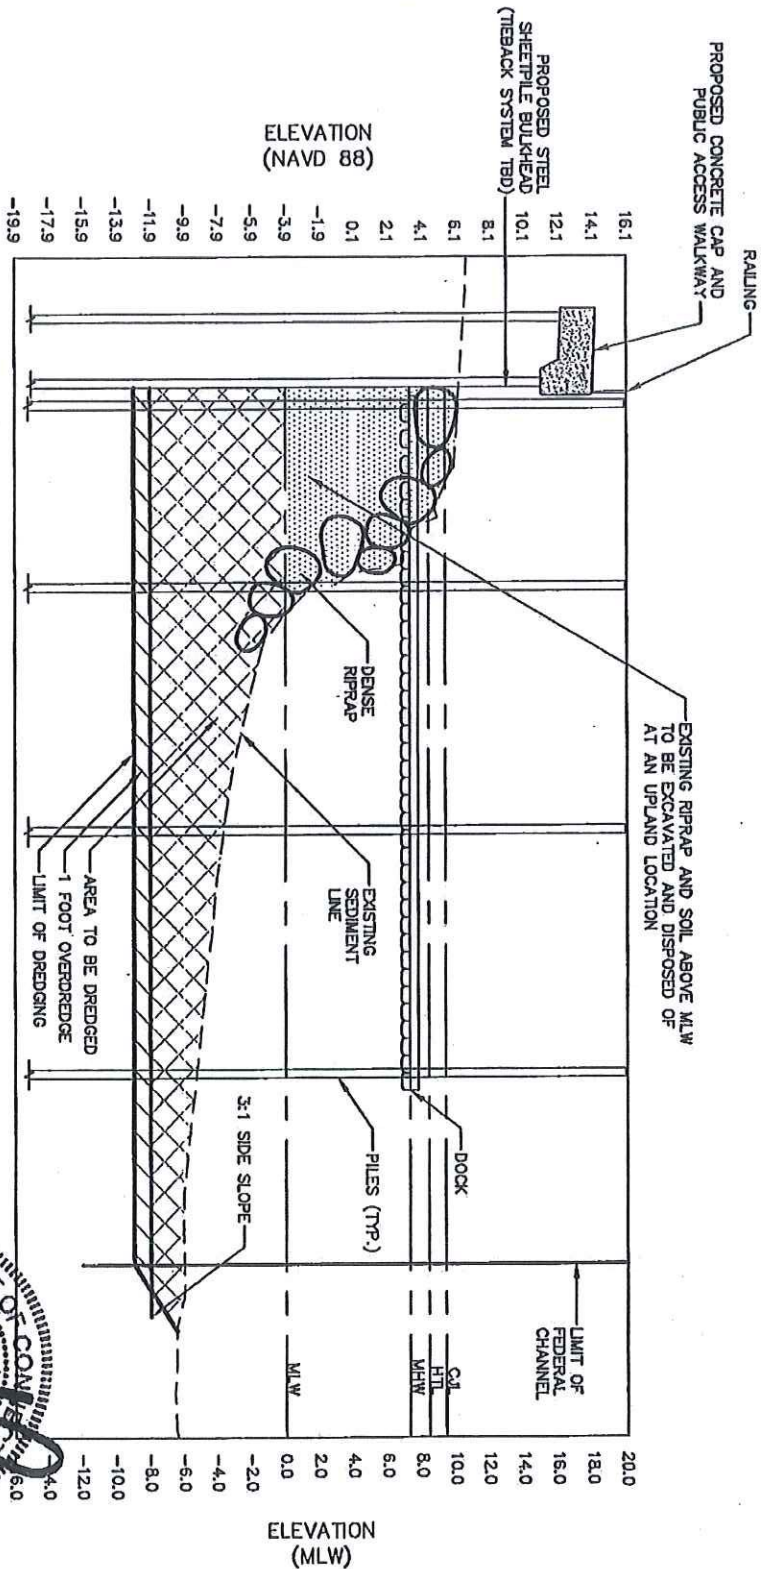 RAILING
PROPOSED CONCRETE CAP AND
PUBLIC ACCESS WALKWAY
PROPOSED STEEL
SHEETPILE BULKHEAD
(TIEBACK SYSTEM TBD)
ELEVATION
(NAVD 88)
16.1
14.1
12.1
6.1
4.1
2.1
0.1
-1.9
-3.9
-5.9
-7.9
-9.9
-11.9
-13.9
-15.9
-17.9
-19.9
EXISTING RIPRAP AND SOIL ABOVE MLW
TO BE EXCAVATED AND DISPOSED OF
AT AN UPLAND LOCATION
DENSE
RIPRAP
EXISTING
SEDIMENT
LINE
AREA TO BE DREDGED
1 FOOT OVERDREDGE
LIMIT OF DREDGING
DOCK
PILES (TYP.)
3:1 SIDE SLOPE
LIMIT OF
FEDERAL
CHANNEL
CJL
HTL
MHW
MLW
20.0
18.0
16.0
14.0
12.0
10.0
8.0
6.0
4.0
2.0
0.0
-2.0
-4.0
-6.0
-8.0
-10.0
-12.0
6.0
ELEVATION
(MLW)
OF CONNEC